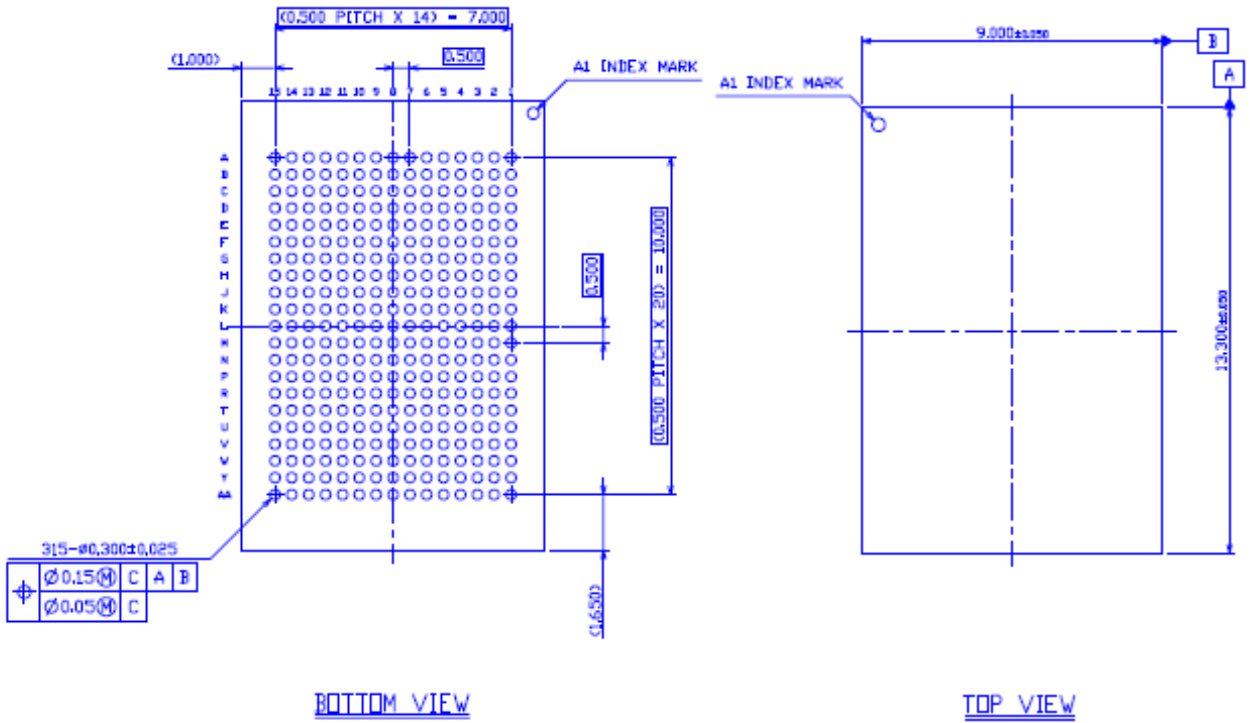 (0.500 PITCH X 14) = 7.000
(1.000)
0.500
A1 INDEX MARK
15 14 13 12 11 10 9 8 7 6 5 4 3 2 1
A
B
C
D
E
F
G
H
J
K
L
M
N
P
R
T
U
V
W
Y
AA
0.500
(0.500 PITCH X 20) = 10.000
(1.650)
315-ø0.300±0.025
Ø0.15Ⓜ C A B
Ø0.05Ⓜ C
BOTTOM VIEW
9.000±0.050
B
A
A1 INDEX MARK
13.300±0.050
TOP VIEW